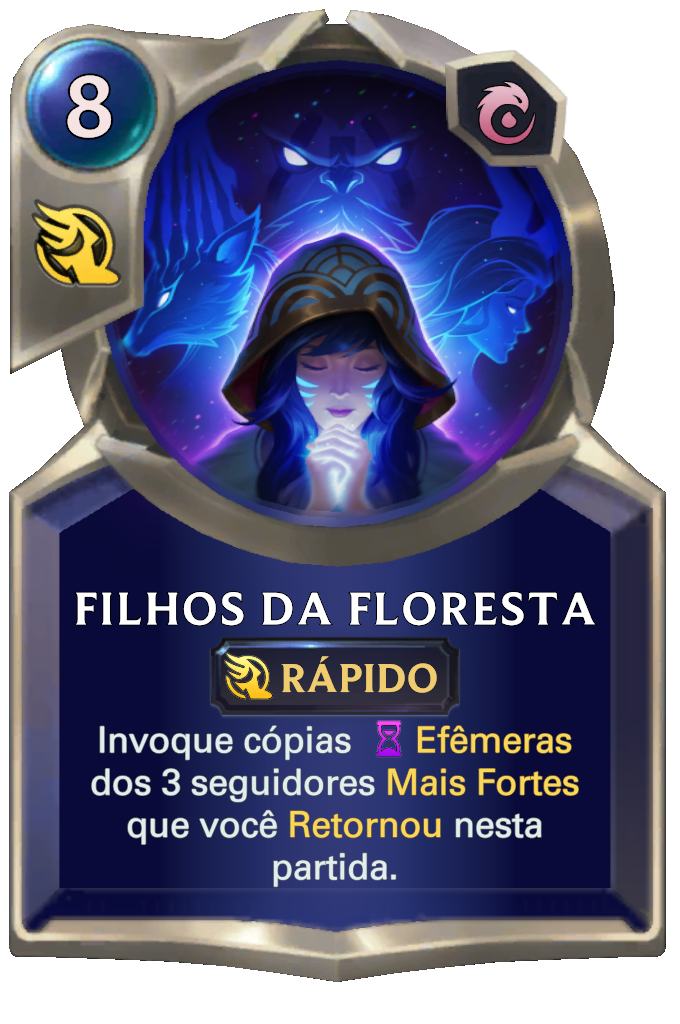 8
FILHOS DA FLORESTA
RÁPIDO
Invoque cópias Efêmeras
dos 3 seguidores Mais Fortes
que você Retornou nesta
partida.